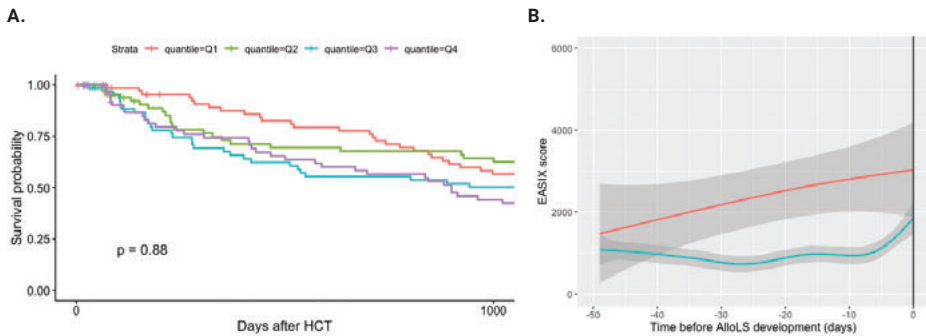 A.
Strata quantile=Q1 quantile=Q2 quantile=Q3 quantile=Q4
Survival probability
1.00
0.75
0.50
0.25
0.00
p = 0.88
0 1000
Days after HCT
B.
EASIX score
6000
4000
2000
0
-50 -40 -30 -20 -10 0
Time before AlloLS development (days)